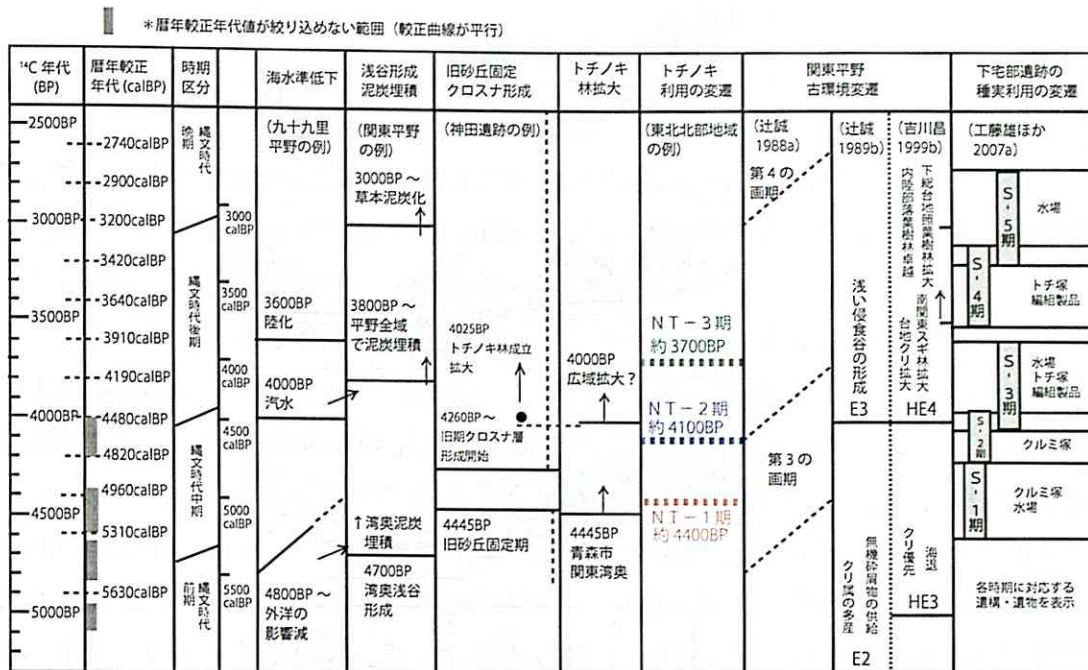 ＊暦年較正年代値が絞り込めない範囲（較正曲線が平行）
¹⁴C 年代
(BP)
暦年較正
年代 (calBP)
時期
区分
海水準低下
浅谷形成
泥炭埋積
旧砂丘固定
クロスナ形成
トチノキ
林拡大
トチノキ
利用の変遷
関東平野
古環境変遷
下宅部遺跡の
種実利用の変遷
2500BP
3000BP
3500BP
4000BP
4500BP
5000BP
2740calBP
2900calBP
3200calBP
3420calBP
3640calBP
3910calBP
4190calBP
4480calBP
4820calBP
4960calBP
5310calBP
5630calBP
縄文時代
晩期
縄文時代後期
縄文時代中期
縄文時代
前期
3000
calBP
3500
calBP
4000
calBP
4500
calBP
5000
calBP
5500
calBP
(九十九里
平野の例)
3600BP
陸化
4000BP
汽水
4800BP～
外洋の
影響減
(関東平野
の例)
3000BP～
草本泥炭化
3800BP～
平野全域
で泥炭埋積
↑湾奥泥炭
埋積
4700BP
湾奥浅谷
形成
(神田遺跡の例)
4025BP
トチノキ林成立
拡大
4260BP～
旧期クロスナ層
形成開始
4445BP
旧砂丘固定期
4000BP
広域拡大？
4445BP
青森市
関東湾奥
(東北北部地域
の例)
NT－3期
約3700BP
NT－2期
約4100BP
NT－1期
約4400BP
(辻誠
1988a)
第4の
画期
第3の
画期
(辻誠
1989b)
浅い侵食谷の形成
E3
無機砕屑物の供給
クリ属の多産
E2
(吉川昌
1999b)
下総台地照葉樹林拡大
内陸部落葉樹林卓越
南関東スギ林拡大
台地クリ拡大
HE4
海退
クリ優先
HE3
(工藤雄ほか
2007a)
S-5期
水場
S-4期
トチ塚
編組製品
S-3期
水場
トチ塚
編組製品
S-2期
クルミ塚
S-1期
クルミ塚
水場
各時期に対応する
遺構・遺物を表示